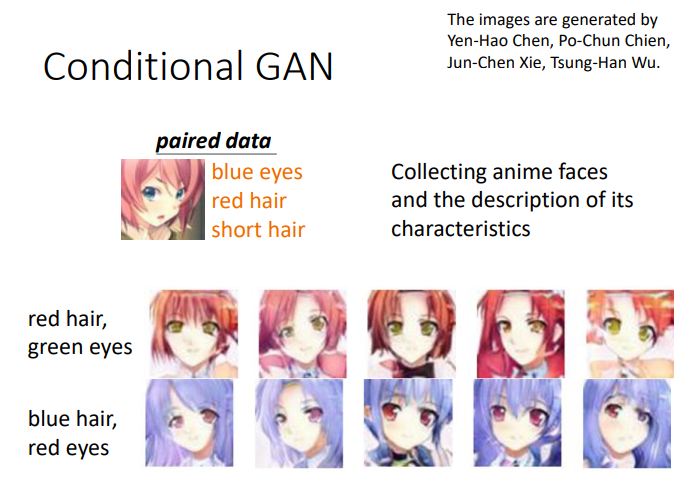 The images are generated by
Yen-Hao Chen, Po-Chun Chien,
Jun-Chen Xie, Tsung-Han Wu.
Conditional GAN
paired data
blue eyes
red hair
short hair
Collecting anime faces
and the description of its
characteristics
red hair,
green eyes
blue hair,
red eyes